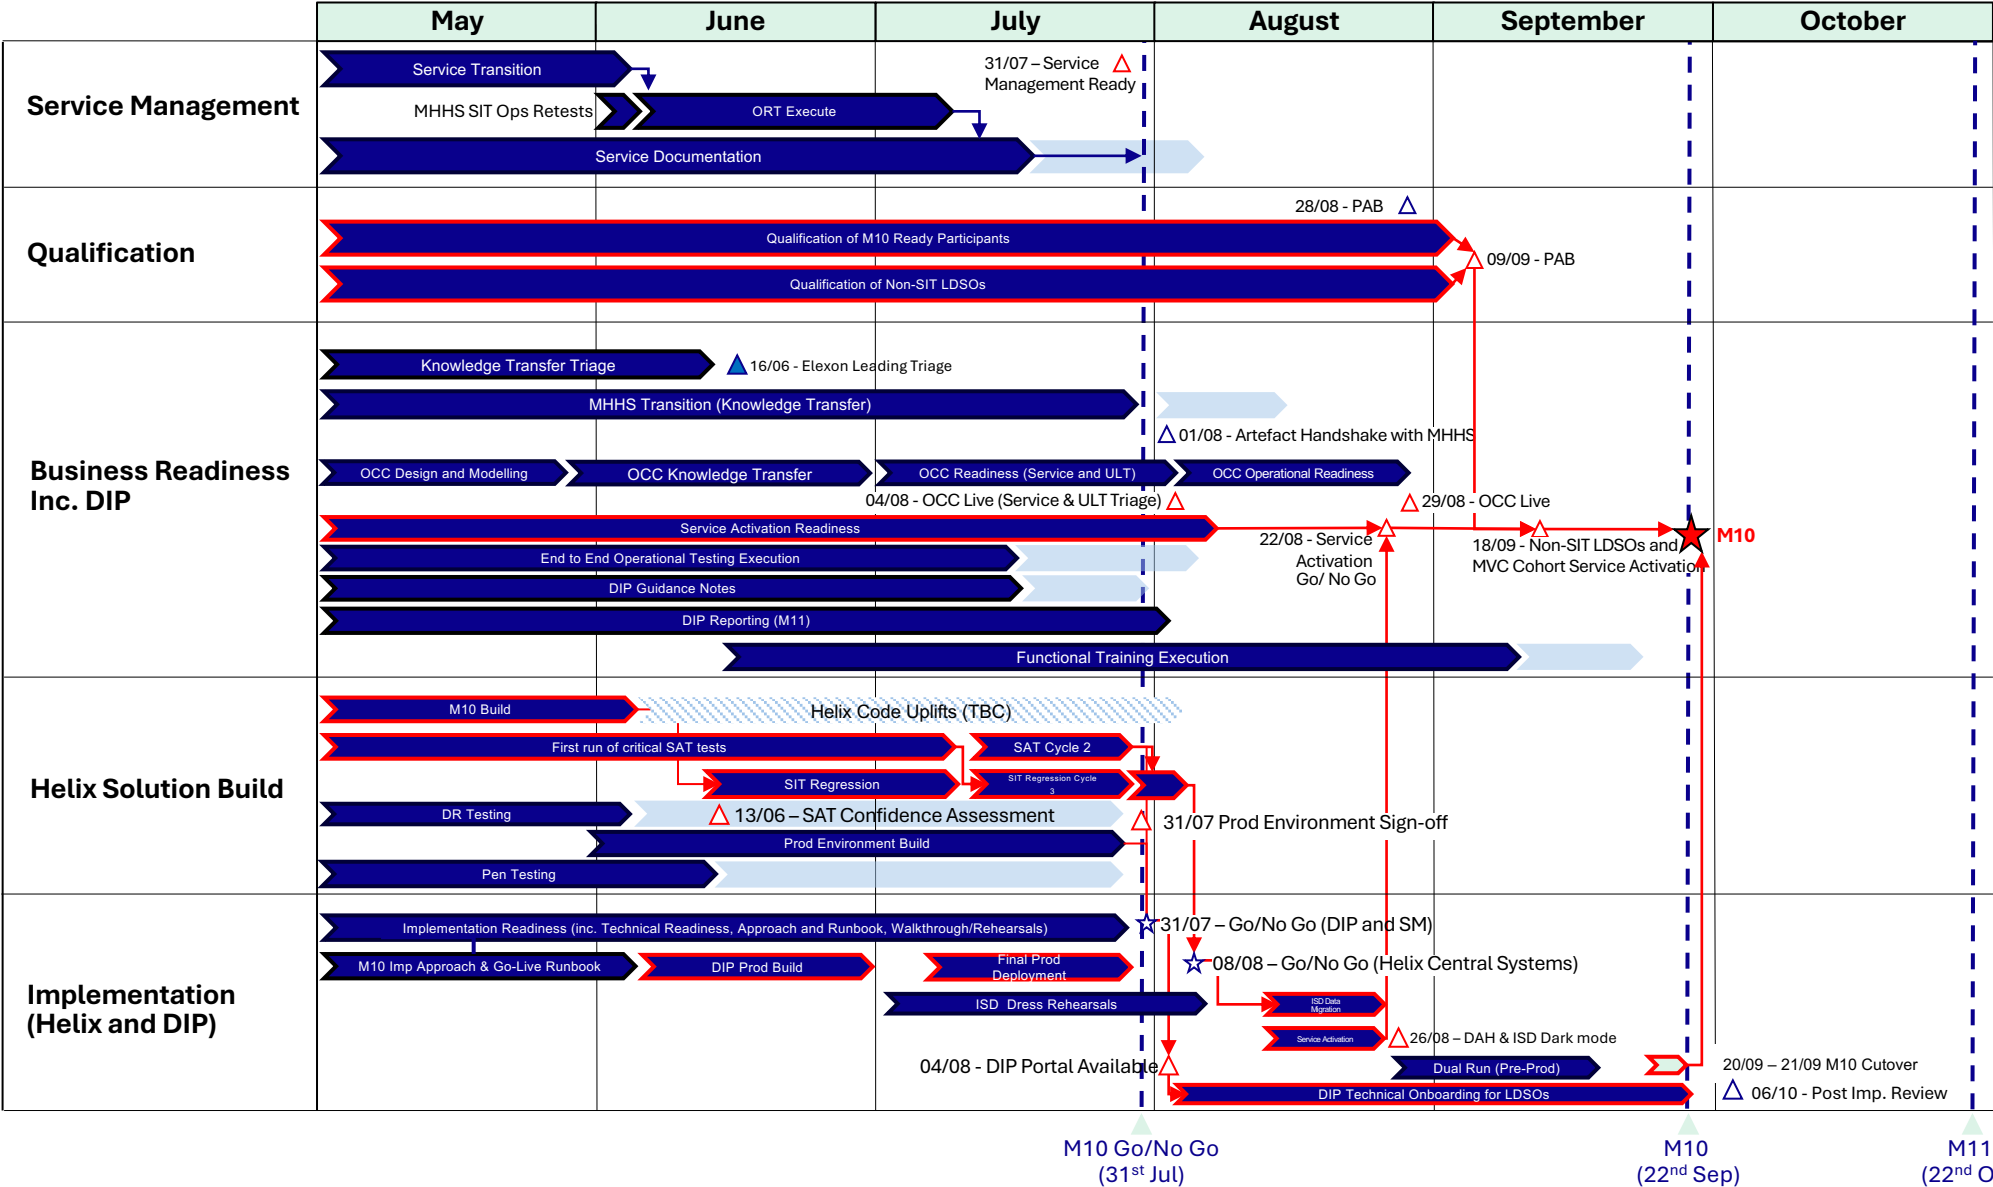 May
June
July
August
September
October
Service Management
Service Transition
31/07 – Service
Management Ready
MHHS SIT Ops Retests
ORT Execute
Service Documentation
Qualification
28/08 - PAB
Qualification of M10 Ready Participants
09/09 - PAB
Qualification of Non-SIT LDSOs
Business Readiness
Inc. DIP
Knowledge Transfer Triage
16/06 - Elexon Leading Triage
MHHS Transition (Knowledge Transfer)
01/08 - Artefact Handshake with MHHS
OCC Design and Modelling
OCC Knowledge Transfer
OCC Readiness (Service and ULT)
OCC Operational Readiness
04/08 - OCC Live (Service & ULT Triage)
29/08 - OCC Live
Service Activation Readiness
22/08 - Service
Activation
Go/ No Go
18/09 - Non-SIT LDSOs and
MVC Cohort Service Activation
M10
End to End Operational Testing Execution
DIP Guidance Notes
DIP Reporting (M11)
Functional Training Execution
Helix Solution Build
M10 Build
Helix Code Uplifts (TBC)
First run of critical SAT tests
SAT Cycle 2
SIT Regression
SIT Regression Cycle
3
DR Testing
13/06 – SAT Confidence Assessment
31/07 Prod Environment Sign-off
Prod Environment Build
Pen Testing
Implementation
(Helix and DIP)
Implementation Readiness (inc. Technical Readiness, Approach and Runbook, Walkthrough/Rehearsals)
31/07 – Go/No Go (DIP and SM)
M10 Imp Approach & Go-Live Runbook
DIP Prod Build
Final Prod
Deployment
08/08 – Go/No Go (Helix Central Systems)
ISD Dress Rehearsals
ISD Data
Migration
Service Activation
26/08 – DAH & ISD Dark mode
04/08 - DIP Portal Available
Dual Run (Pre-Prod)
20/09 – 21/09 M10 Cutover
DIP Technical Onboarding for LDSOs
06/10 - Post Imp. Review
M10 Go/No Go
(31st Jul)
M10
(22nd Sep)
M11
(22nd O